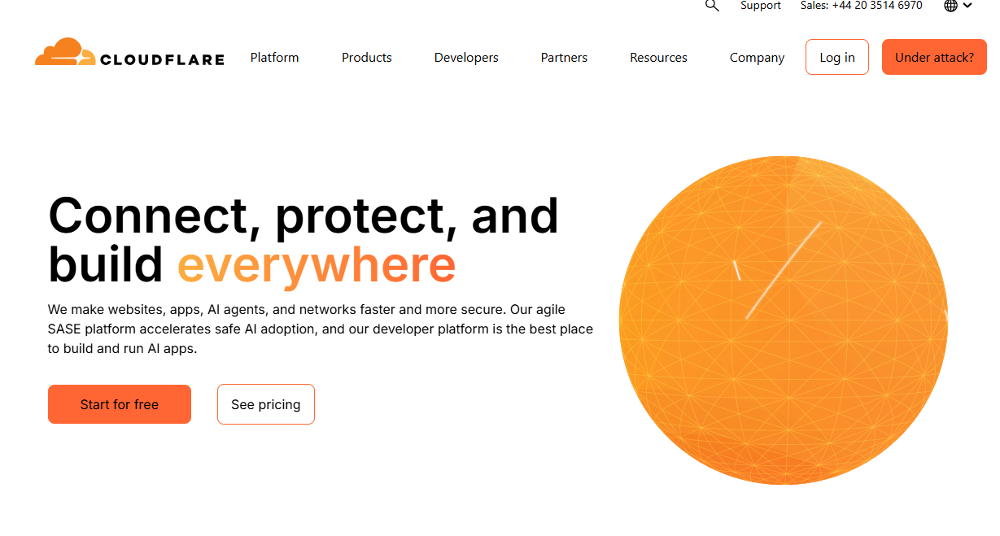 Support Sales: +44 20 3514 6970
CLOUDFLARE Platform Products Developers Partners Resources Company Log in Under attack?
Connect, protect, and
build everywhere
We make websites, apps, AI agents, and networks faster and more secure. Our agile
SASE platform accelerates safe AI adoption, and our developer platform is the best place
to build and run AI apps.
Start for free See pricing